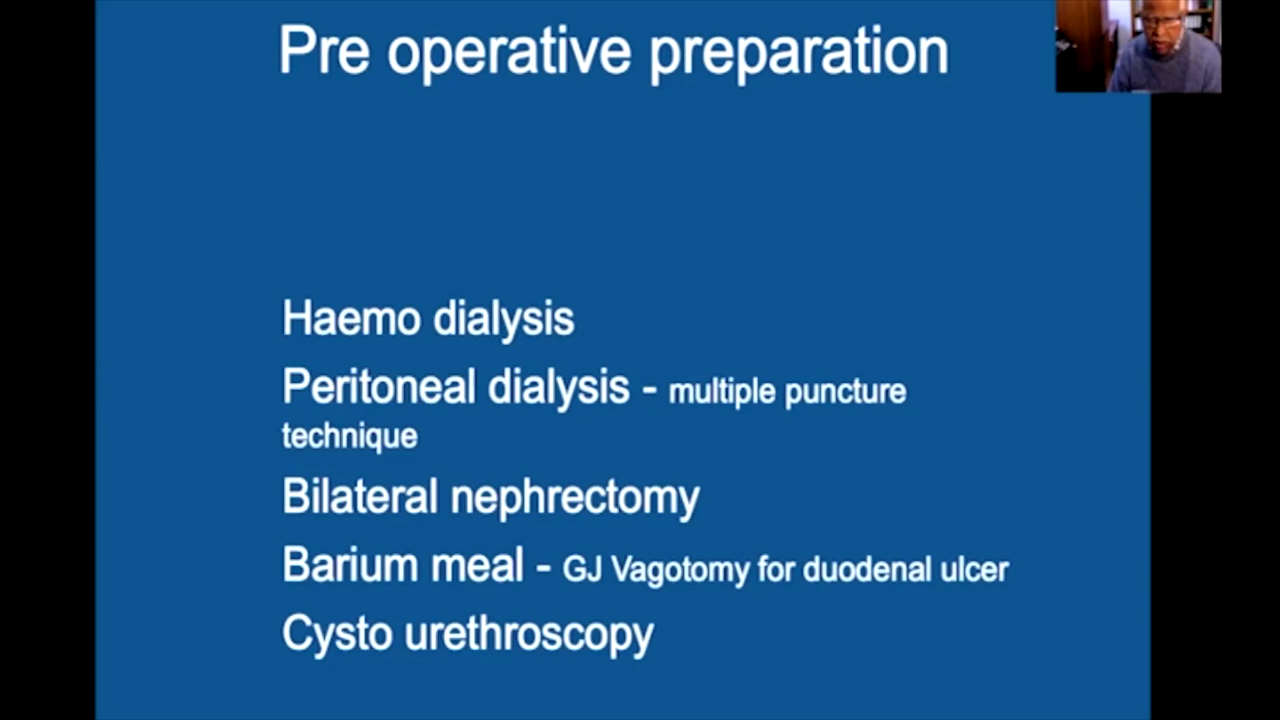 Pre operative preparation
Haemo dialysis
Peritoneal dialysis - multiple puncture
technique
Bilateral nephrectomy
Barium meal - GJ Vagotomy for duodenal ulcer
Cysto urethroscopy